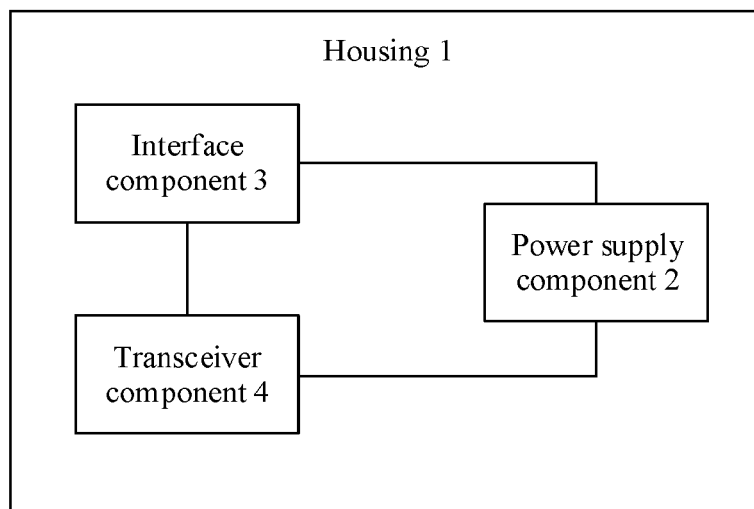 Housing 1
Interface
component 3
Power supply
component 2
Transceiver
component 4